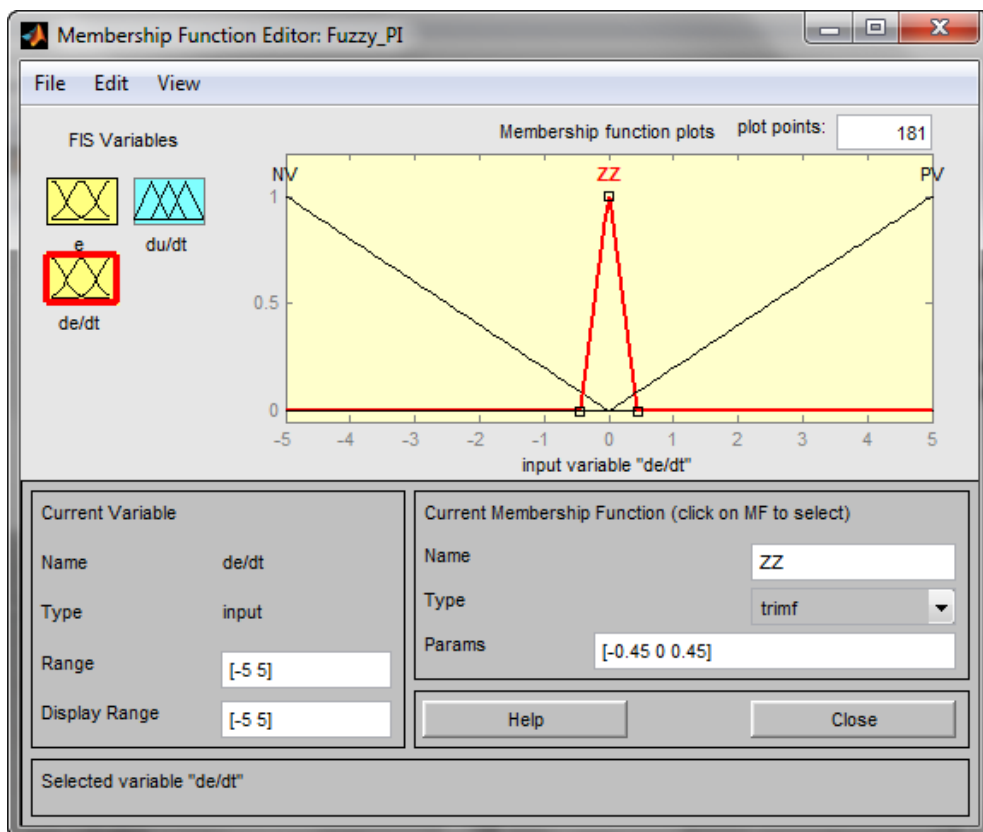 Membership Function Editor: Fuzzy_PI
File Edit View
FIS Variables
Membership function plots plot points: 181
e du/dt
de/dt
NV ZZ PV
1
0.5
0
-5 -4 -3 -2 -1 0 1 2 3 4 5
input variable "de/dt"
Current Variable
Name de/dt
Type input
Range [-5 5]
Display Range [-5 5]
Current Membership Function (click on MF to select)
Name ZZ
Type trimf
Params [-0.45 0 0.45]
Help Close
Selected variable "de/dt"